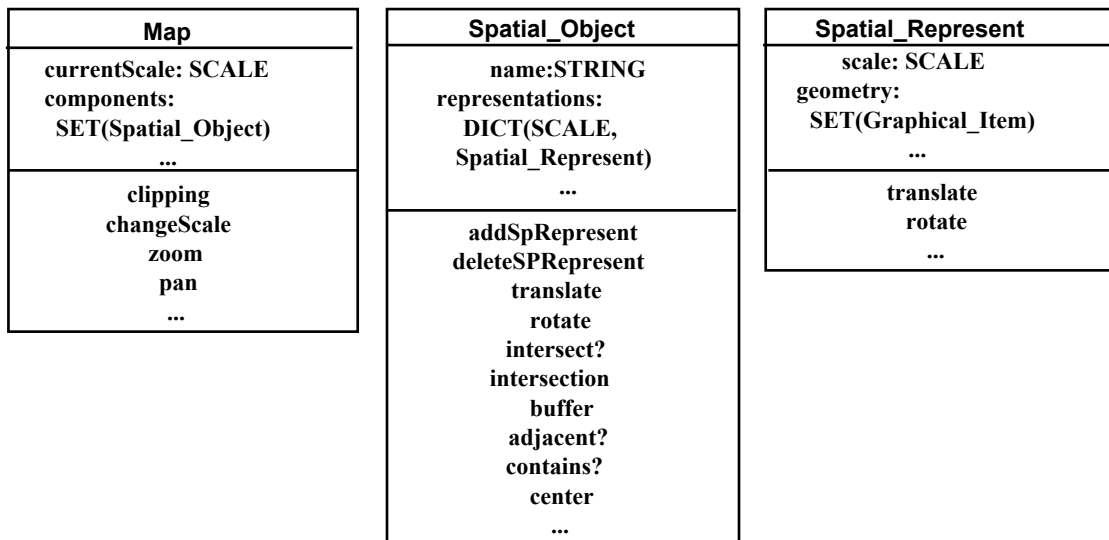 Map
currentScale: SCALE
components:
SET(Spatial_Object)
...
clipping
changeScale
zoom
pan
...
Spatial_Object
name:STRING
representations:
DICT(SCALE,
Spatial_Represent)
...
addSpRepresent
deleteSPRepresent
translate
rotate
intersect?
intersection
buffer
adjacent?
contains?
center
...
Spatial_Represent
scale: SCALE
geometry:
SET(Graphical_Item)
...
translate
rotate
...